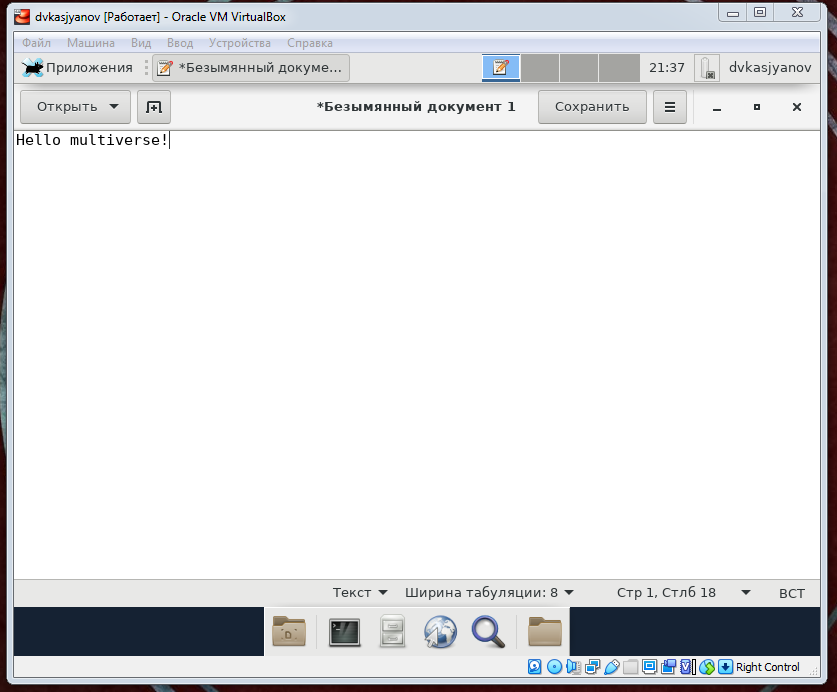 dvkasjyanov [Работает] - Oracle VM VirtualBox
Файл Машина Вид Ввод Устройства Справка
Приложения *Безымянный докуме... 21:37 dvkasjyanov
Открыть *Безымянный документ 1 Сохранить
Hello multiverse!
Текст Ширина табуляции: 8 Стр 1, Стлб 18 ВСТ
Right Control